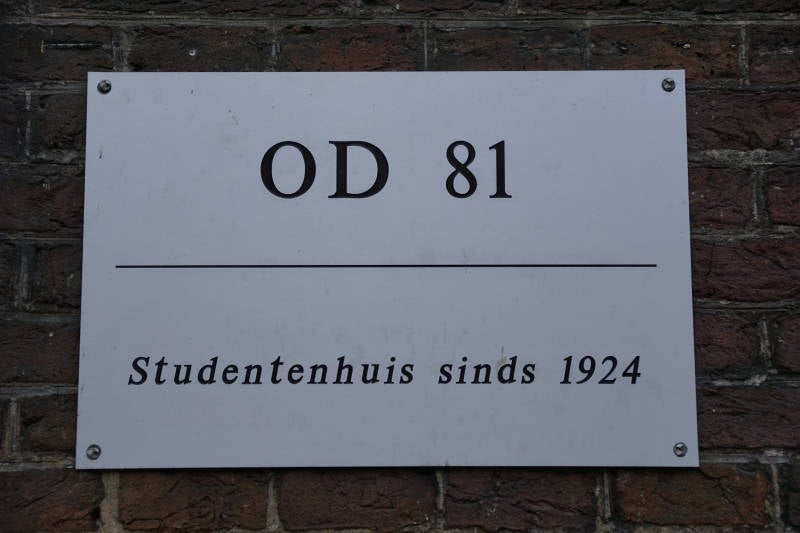 OD 81
Studentenhuis sinds 1924